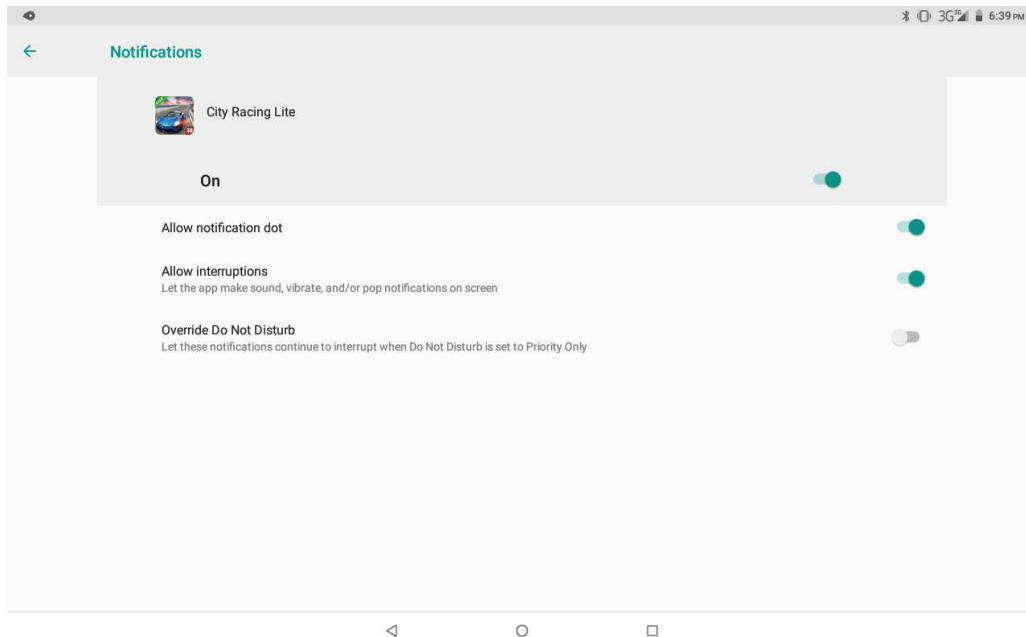 3G 3G 6:39 PM
Notifications
City Racing Lite
On
Allow notification dot
Allow interruptions
Let the app make sound, vibrate, and/or pop notifications on screen
Override Do Not Disturb
Let these notifications continue to interrupt when Do Not Disturb is set to Priority Only